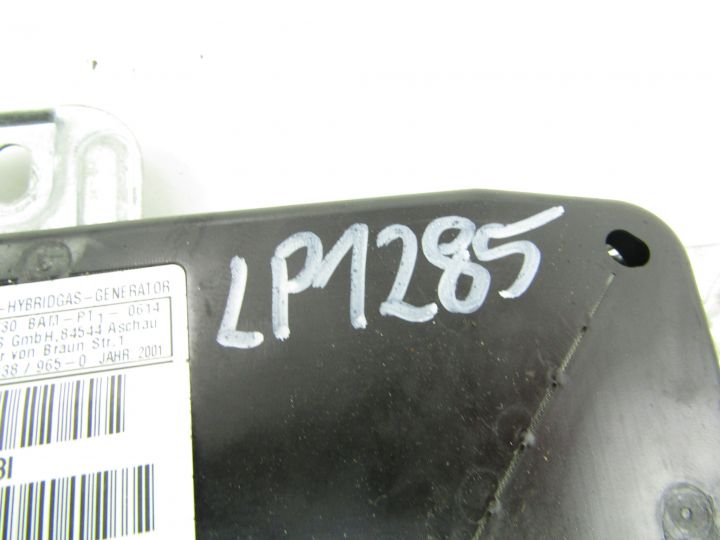 LP1285
-HYBRIDGAS-GENERATOR
30 BAM-PT1-0614
GmbH, 84544 Aschau
von Braun Str. 1
38 / 965-0 JAHR 2001